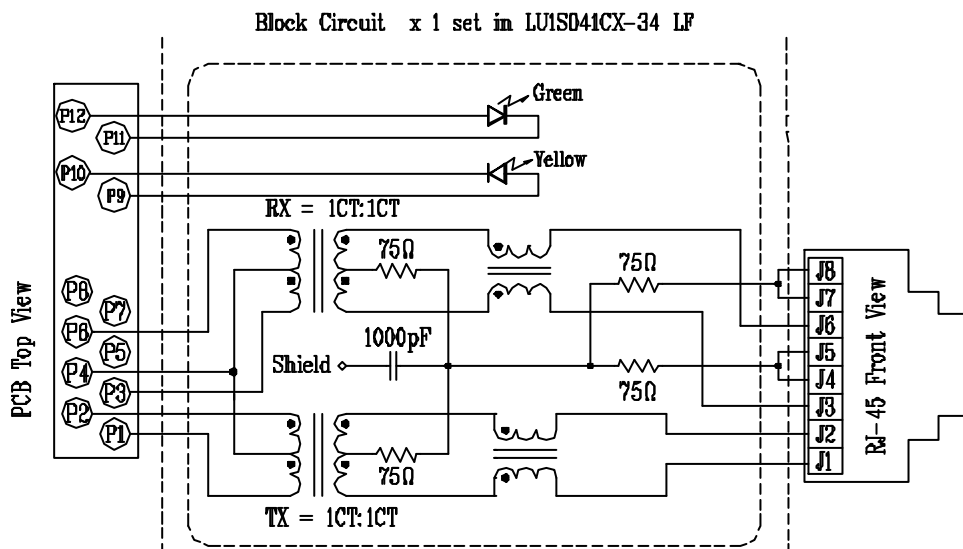 Block Circuit x 1 set in LU1S041CX-34 LF
P12
Green
P11
P10
Yellow
P9
RX = 1CT:1CT
75Ω
75Ω
P8
P7
P6
P5
P4
P3
P2
P1
PCB Top View
1000pF
Shield
75Ω
75Ω
TX = 1CT:1CT
J8
J7
J6
J5
J4
J3
J2
J1
RJ-45 Front View